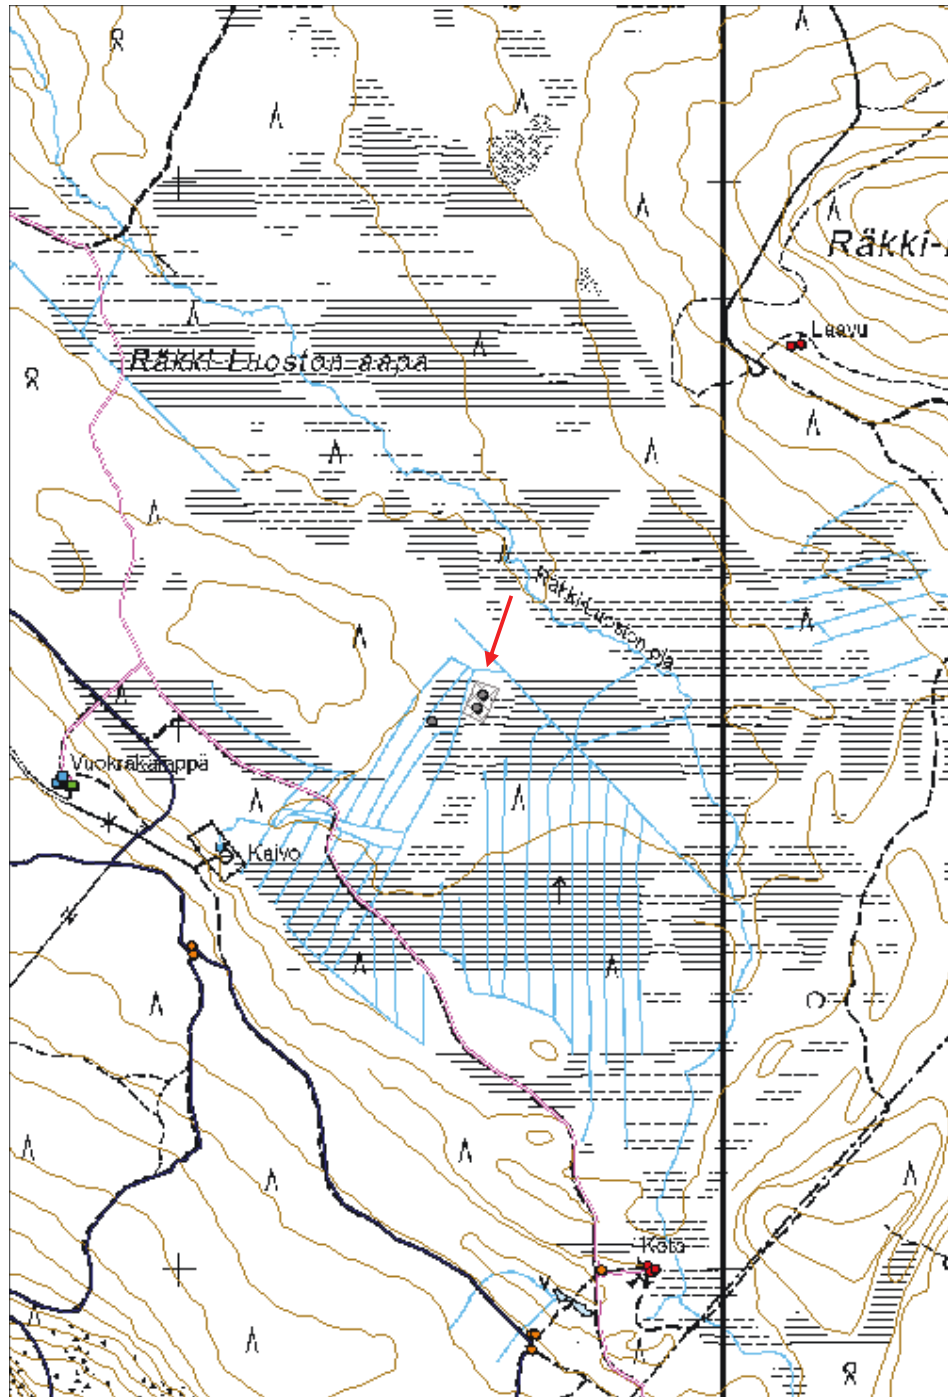 Räkki-L
Laavu
Räkki-Luoston aapa
Räkki-Luoston oja
Vuokrakämppä
Kaivo
Kota